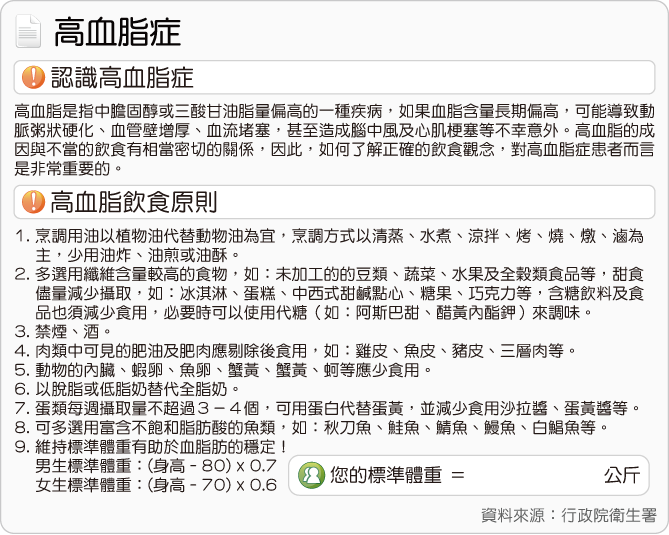 高血脂症
認識高血脂症
高血脂是指中膽固醇或三酸甘油脂量偏高的一種疾病，如果血脂含量長期偏高，可能導致動
脈粥狀硬化、血管壁增厚、血流堵塞，甚至造成腦中風及心肌梗塞等不幸意外。高血脂的成
因與不當的飲食有相當密切的關係，因此，如何了解正確的飲食觀念，對高血脂症患者而言
是非常重要的。
高血脂飲食原則
1. 烹調用油以植物油代替動物油為宜，烹調方式以清蒸、水煮、涼拌、烤、燒、燉、滷為
主，少用油炸、油煎或油酥。
2. 多選用纖維含量較高的食物，如：未加工的的豆類、蔬菜、水果及全穀類食品等，甜食
儘量減少攝取，如：冰淇淋、蛋糕、中西式甜鹹點心、糖果、巧克力等，含糖飲料及食
品也須減少食用，必要時可以使用代糖（如：阿斯巴甜、醋黃內酯鉀）來調味。
3. 禁煙、酒。
4. 肉類中可見的肥油及肥肉應剔除後食用，如：雞皮、魚皮、豬皮、三層肉等。
5. 動物的內臟、蝦卵、魚卵、蟹黃、蟹黃、蚵等應少食用。
6. 以脫脂或低脂奶替代全脂奶。
7. 蛋類每週攝取量不超過３－４個，可用蛋白代替蛋黃，並減少食用沙拉醬、蛋黃醬等。
8. 可多選用富含不飽和脂肪酸的魚類，如：秋刀魚、鮭魚、鯖魚、鰻魚、白鯧魚等。
9. 維持標準體重有助於血脂肪的穩定！
男生標準體重：(身高 - 80) x 0.7
女生標準體重：(身高 - 70) x 0.6
您的標準體重 ＝ 公斤
資料來源：行政院衛生署